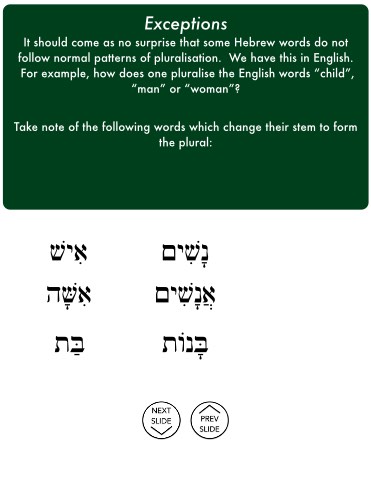 Exceptions
It should come as no surprise that some Hebrew words do not
follow normal patterns of pluralisation. We have this in English.
For example, how does one pluralise the English words “child”,
“man” or “woman”?
Take note of the following words which change their stem to form
the plural:
אִישׁ נָשִׁים
אִשָּׁה אֲנָשִׁים
בַּת בָּנוֹת
NEXT
SLIDE
PREV
SLIDE